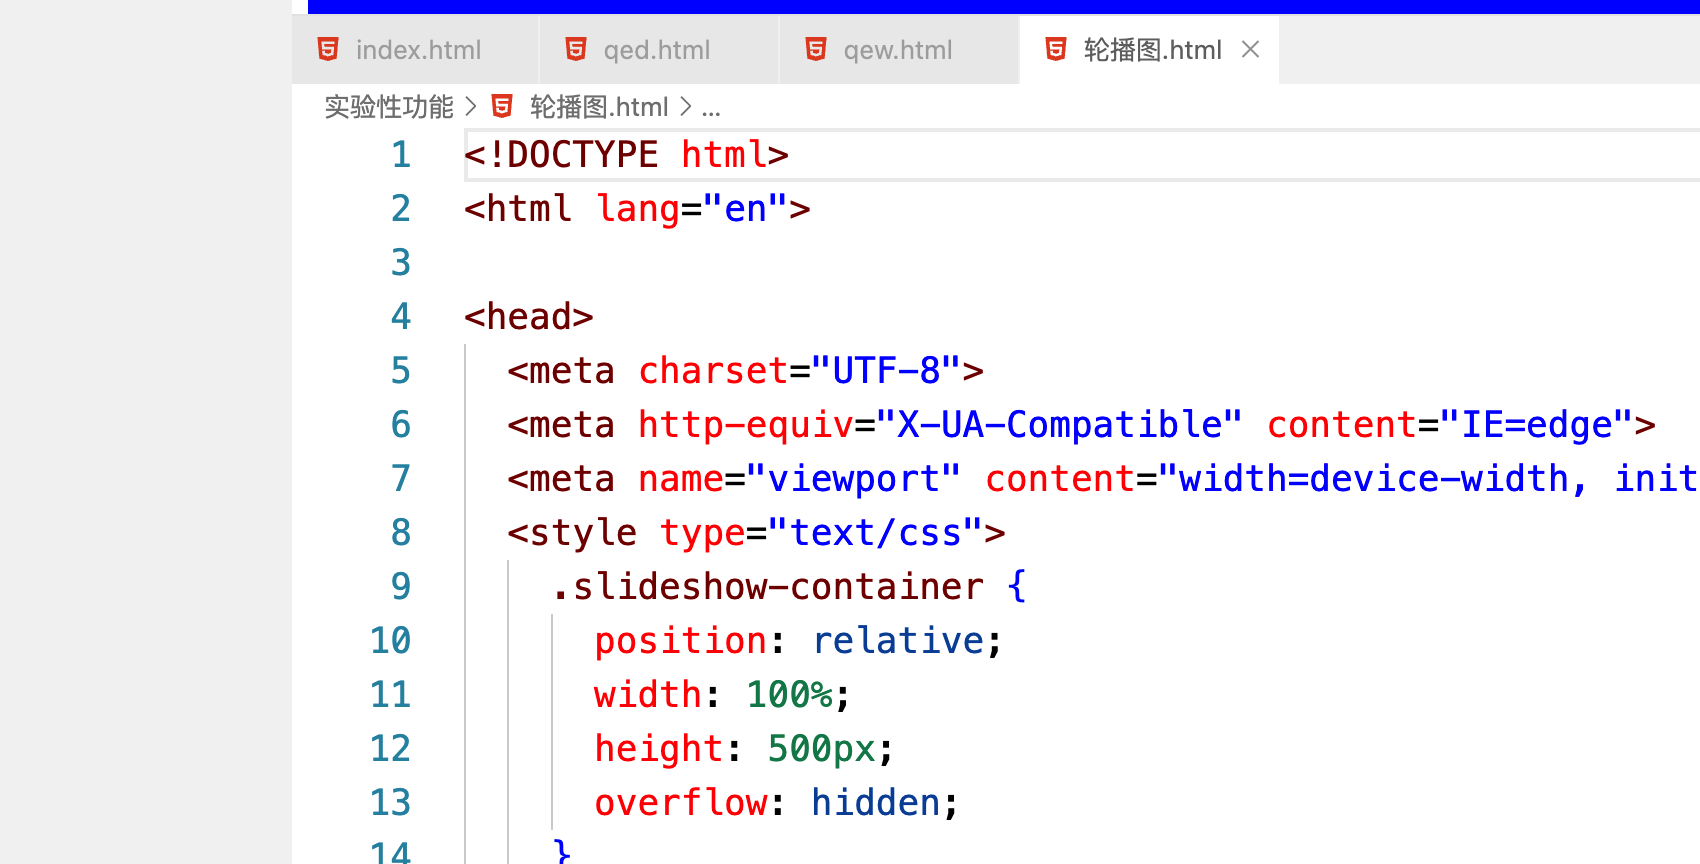 index.html qed.html qew.html 轮播图.html
实验性功能 > 轮播图.html > ...
1 <!DOCTYPE html>
2 <html lang="en">
3
4 <head>
5 <meta charset="UTF-8">
6 <meta http-equiv="X-UA-Compatible" content="IE=edge">
7 <meta name="viewport" content="width=device-width, init
8 <style type="text/css">
9 .slideshow-container {
10 position: relative;
11 width: 100%;
12 height: 500px;
13 overflow: hidden;
14 }